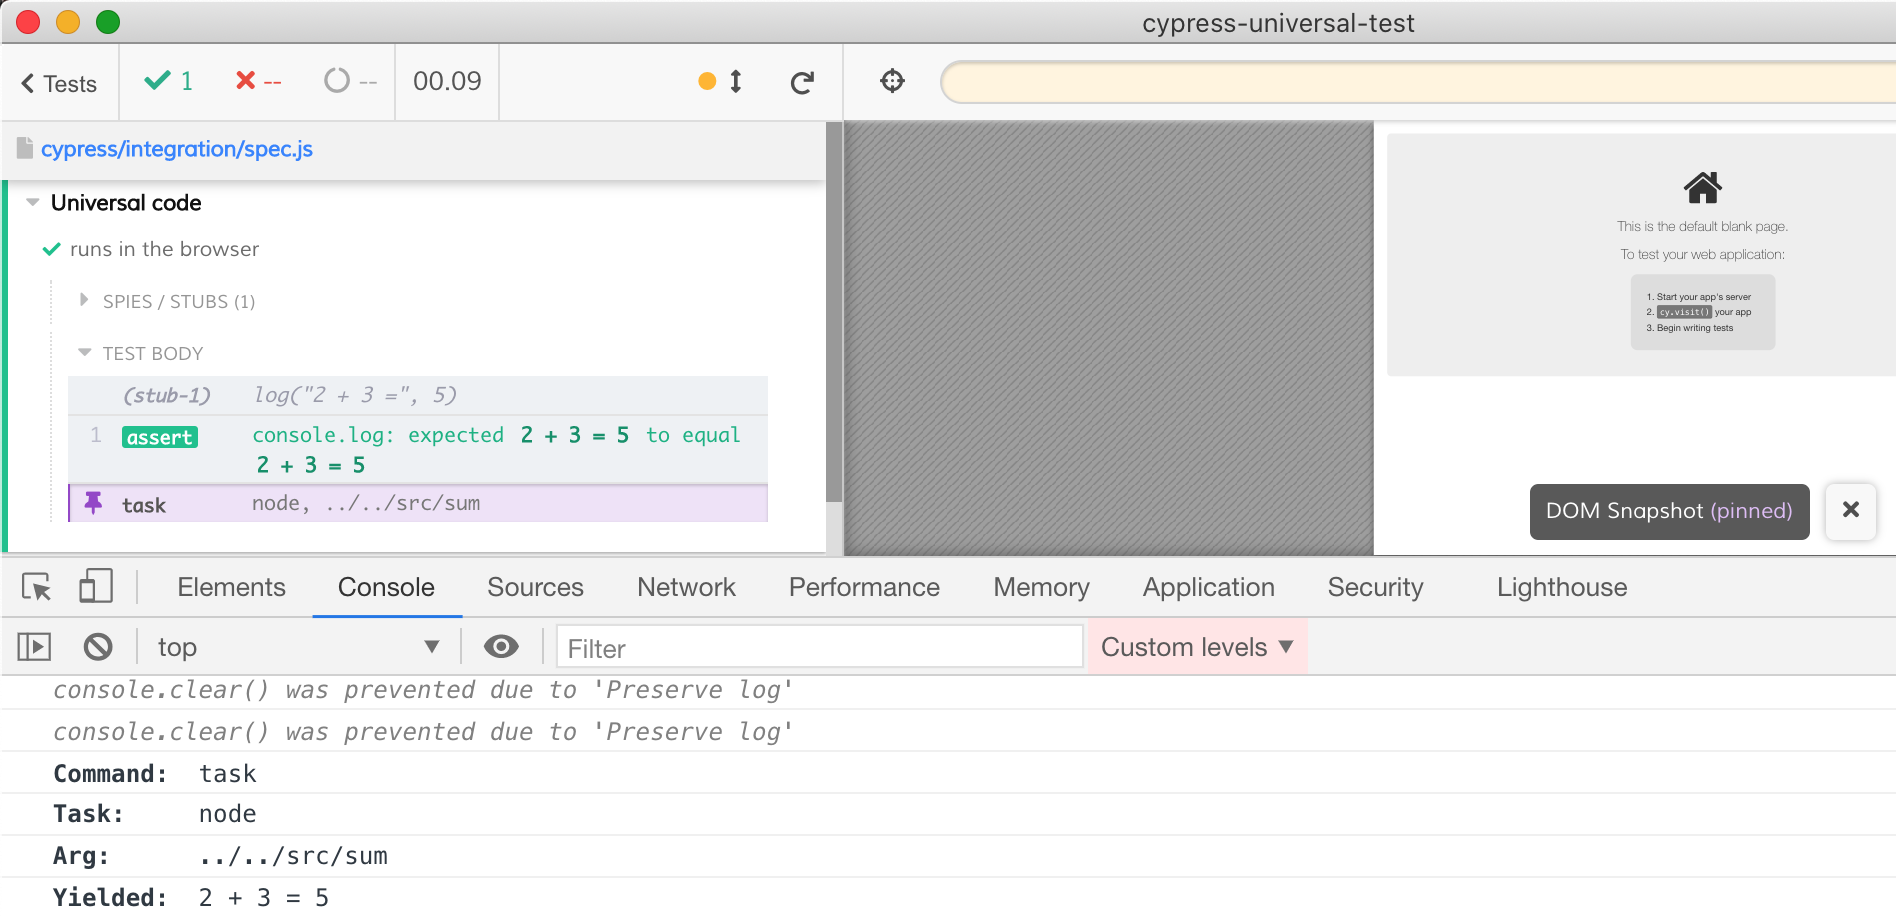 cypress-universal-test
Tests
1
--
--
00.09
cypress/integration/spec.js
Universal code
runs in the browser
SPIES / STUBS (1)
TEST BODY
(stub-1) log("2 + 3 =", 5)
1 assert console.log: expected 2 + 3 = 5 to equal
2 + 3 = 5
task node, ../../src/sum
This is the default blank page.
To test your web application:
1. Start your app's server
2. cy.visit() your app
3. Begin writing tests
DOM Snapshot (pinned)
Elements Console Sources Network Performance Memory Application Security Lighthouse
top Filter Custom levels
console.clear() was prevented due to 'Preserve log'
console.clear() was prevented due to 'Preserve log'
Command: task
Task: node
Arg: ../../src/sum
Yielded: 2 + 3 = 5